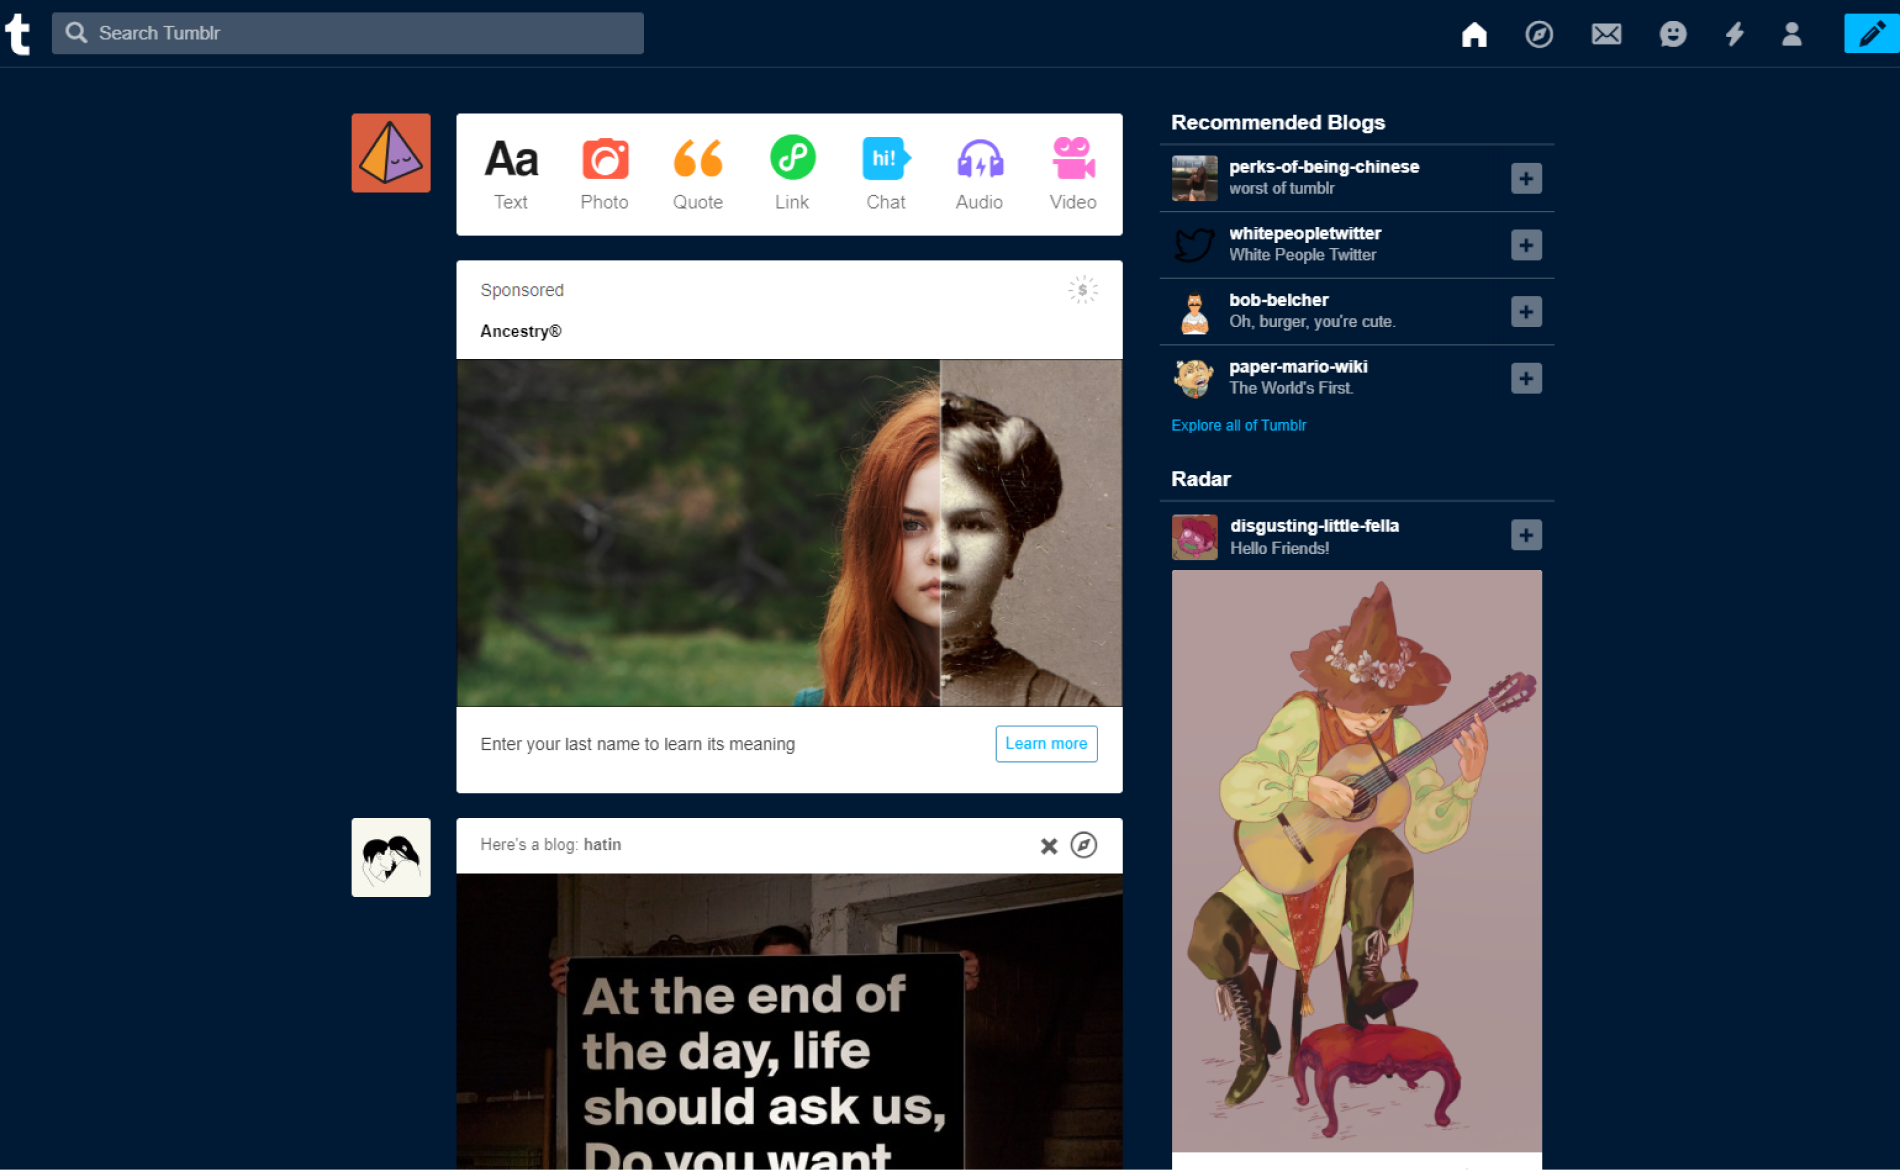 t
Search Tumblr
Aa
hi!
Text
Photo
Quote
Link
Chat
Audio
Video
Sponsored
$
Ancestry®
Enter your last name to learn its meaning
Learn more
Here's a blog: hatin
At the end of
the day, life
should ask us,
Do you want
Recommended Blogs
perks-of-being-chinese
worst of tumblr
whitepeopletwitter
White People Twitter
bob-belcher
Oh, burger, you're cute.
paper-mario-wiki
The World's First.
Explore all of Tumblr
Radar
disgusting-little-fella
Hello Friends!